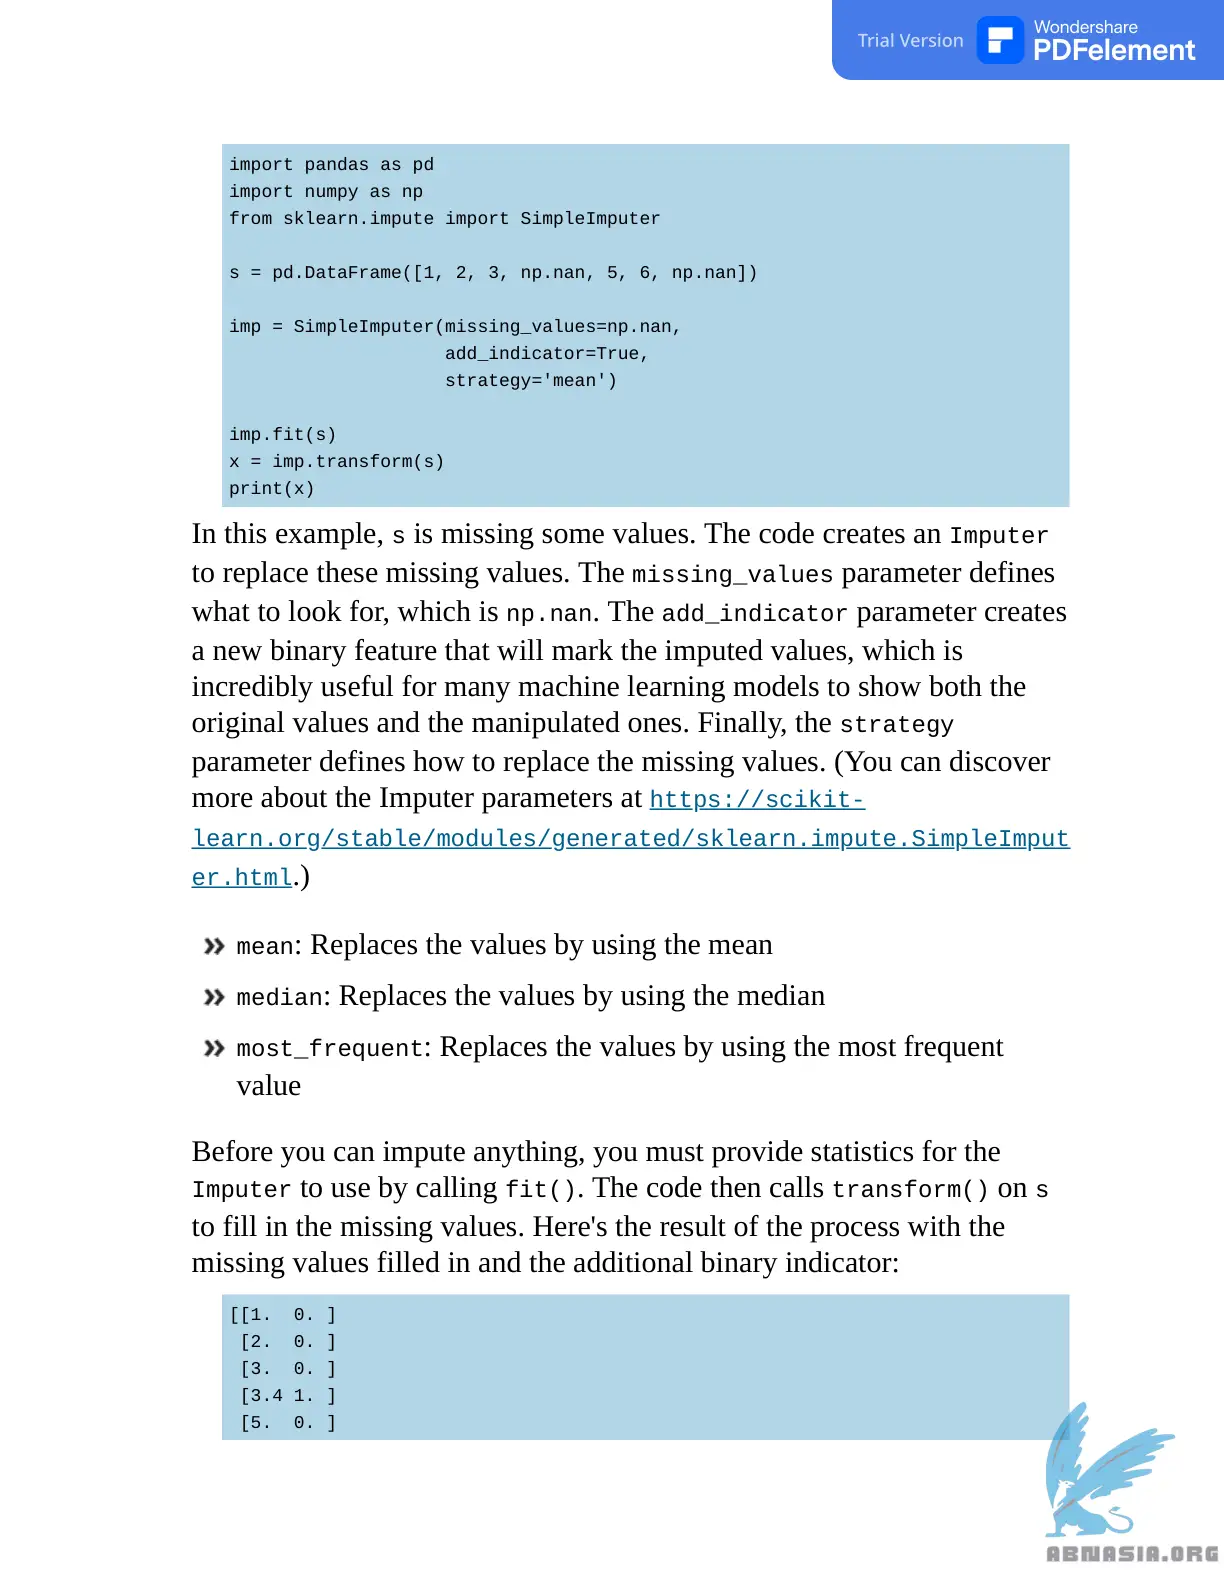 Trial Version
Wondershare
PDFelement
import pandas as pd
import numpy as np
from sklearn.impute import SimpleImputer
s = pd.DataFrame([1, 2, 3, np.nan, 5, 6, np.nan])
imp = SimpleImputer(missing_values=np.nan,
                    add_indicator=True,
                    strategy='mean')
imp.fit(s)
x = imp.transform(s)
print(x)
In this example, s is missing some values. The code creates an Imputer
to replace these missing values. The missing_values parameter defines
what to look for, which is np.nan. The add_indicator parameter creates
a new binary feature that will mark the imputed values, which is
incredibly useful for many machine learning models to show both the
original values and the manipulated ones. Finally, the strategy
parameter defines how to replace the missing values. (You can discover
more about the Imputer parameters at https://scikit-
learn.org/stable/modules/generated/sklearn.impute.SimpleImput
er.html.)
» mean: Replaces the values by using the mean
» median: Replaces the values by using the median
» most_frequent: Replaces the values by using the most frequent
value
Before you can impute anything, you must provide statistics for the
Imputer to use by calling fit(). The code then calls transform() on s
to fill in the missing values. Here's the result of the process with the
missing values filled in and the additional binary indicator:
[[1.  0. ]
 [2.  0. ]
 [3.  0. ]
 [3.4 1. ]
 [5.  0. ]
ABNASIA.ORG